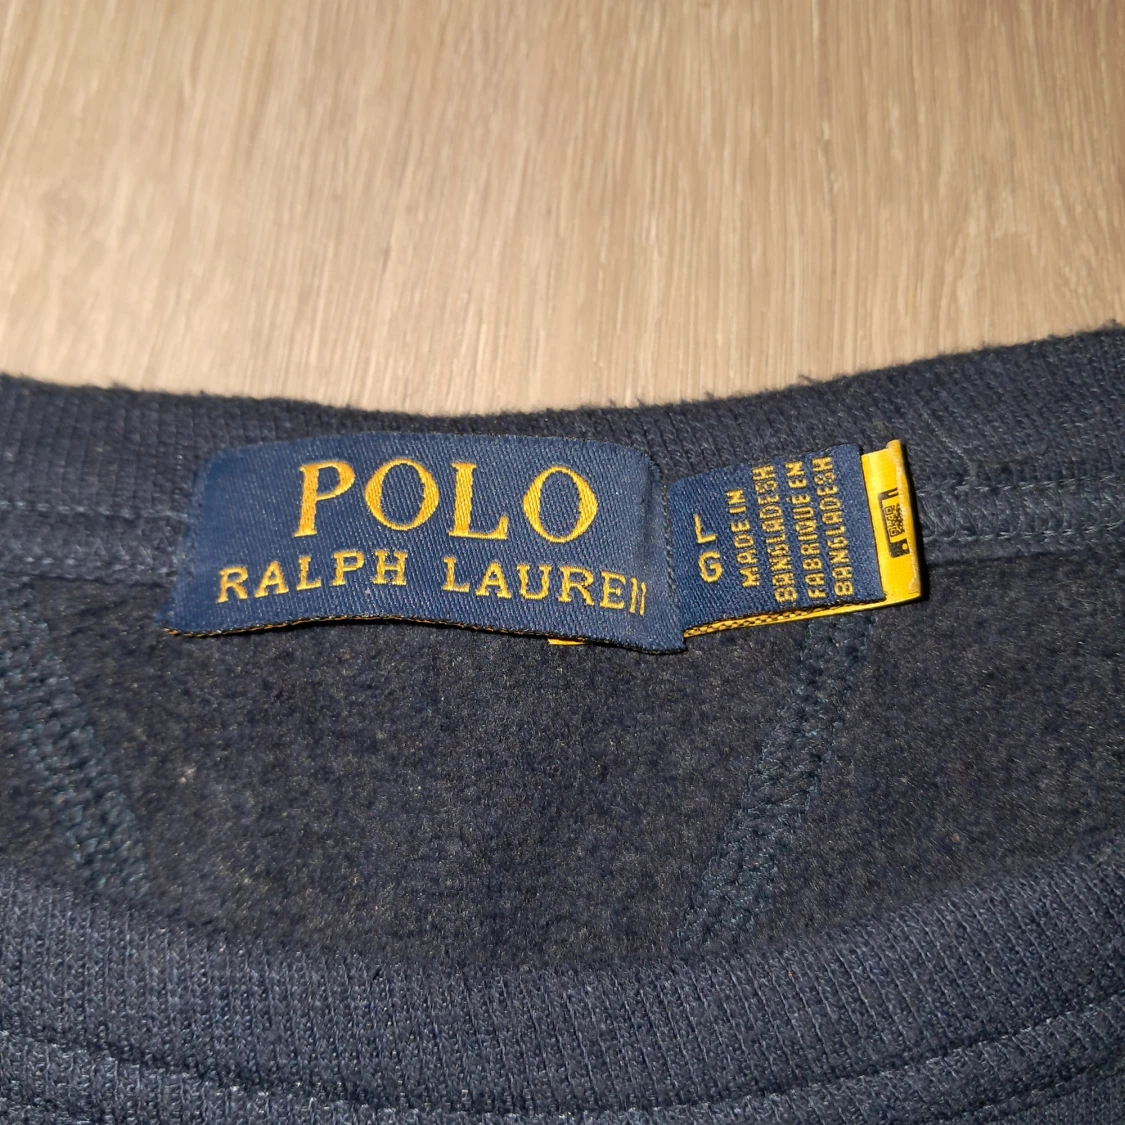 POLO
RALPH LAUREN
L
G
MADE IN
BANGLADESH
FABRIQUE EN
BANGLADESH